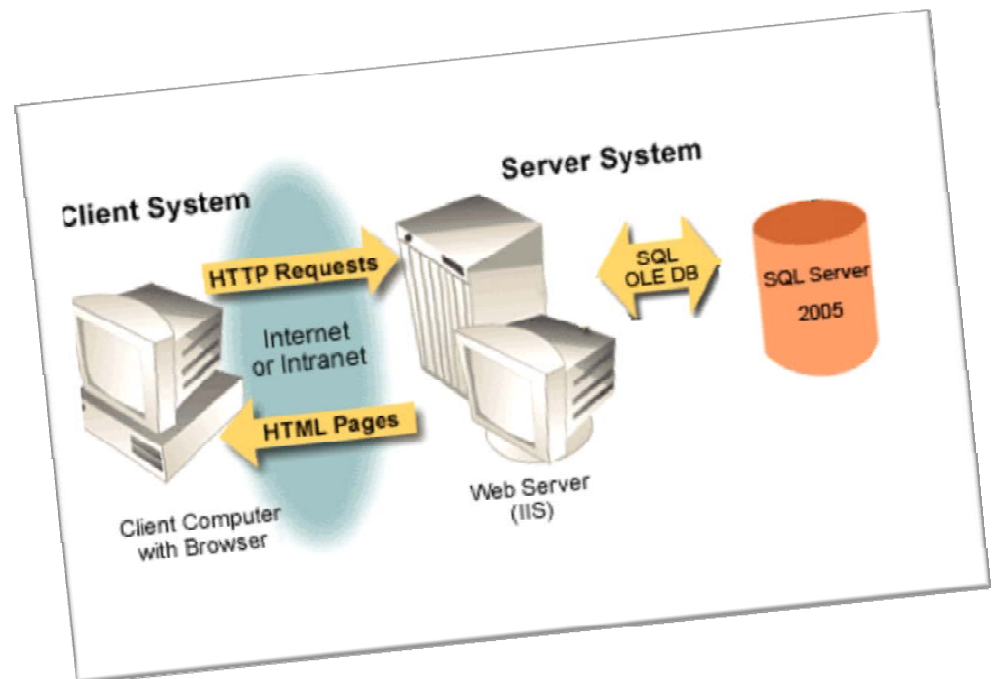 Server System
Client System
HTTP Requests
Internet
or Intranet
HTML Pages
Client Computer
with Browser
Web Server
(IIS)
SQL
OLE DB
SQL Server
2005